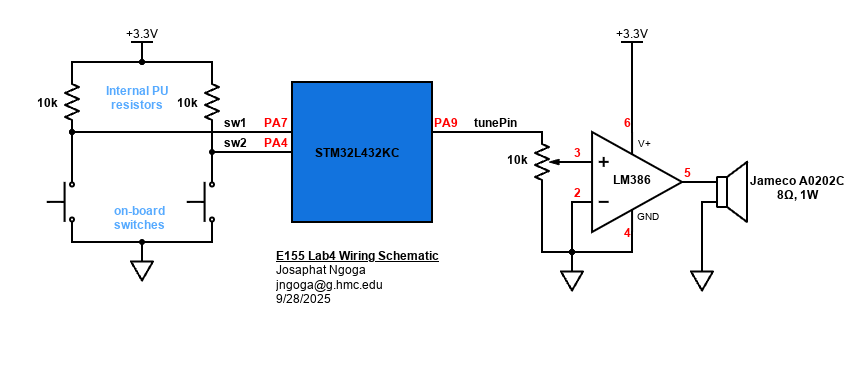 +3.3V
+3.3V
Internal PU
resistors
10k
10k
sw1
PA7
PA9
tunePin
sw2
PA4
STM32L432KC
10k
6
V+
3
+
LM386
2
−
5
GND
4
Jameco A0202C
8Ω, 1W
on-board
switches
E155 Lab4 Wiring Schematic
Josaphat Ngoga
jngoga@g.hmc.edu
9/28/2025